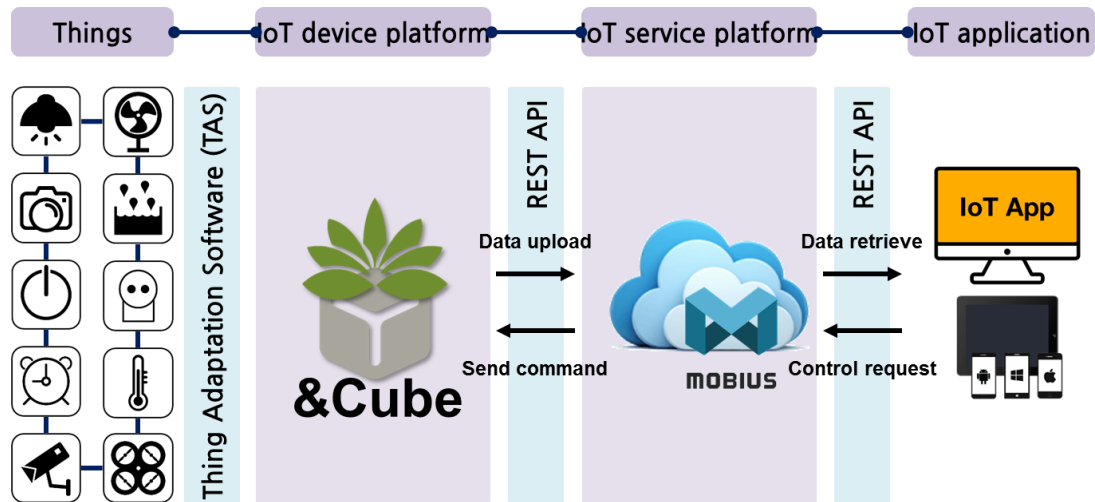 Things
IoT device platform
IoT service platform
IoT application
Thing Adaptation Software (TAS)
REST API
REST API
IoT App
Data upload
Data retrieve
Send command
Control request
&Cube
MOBIUS